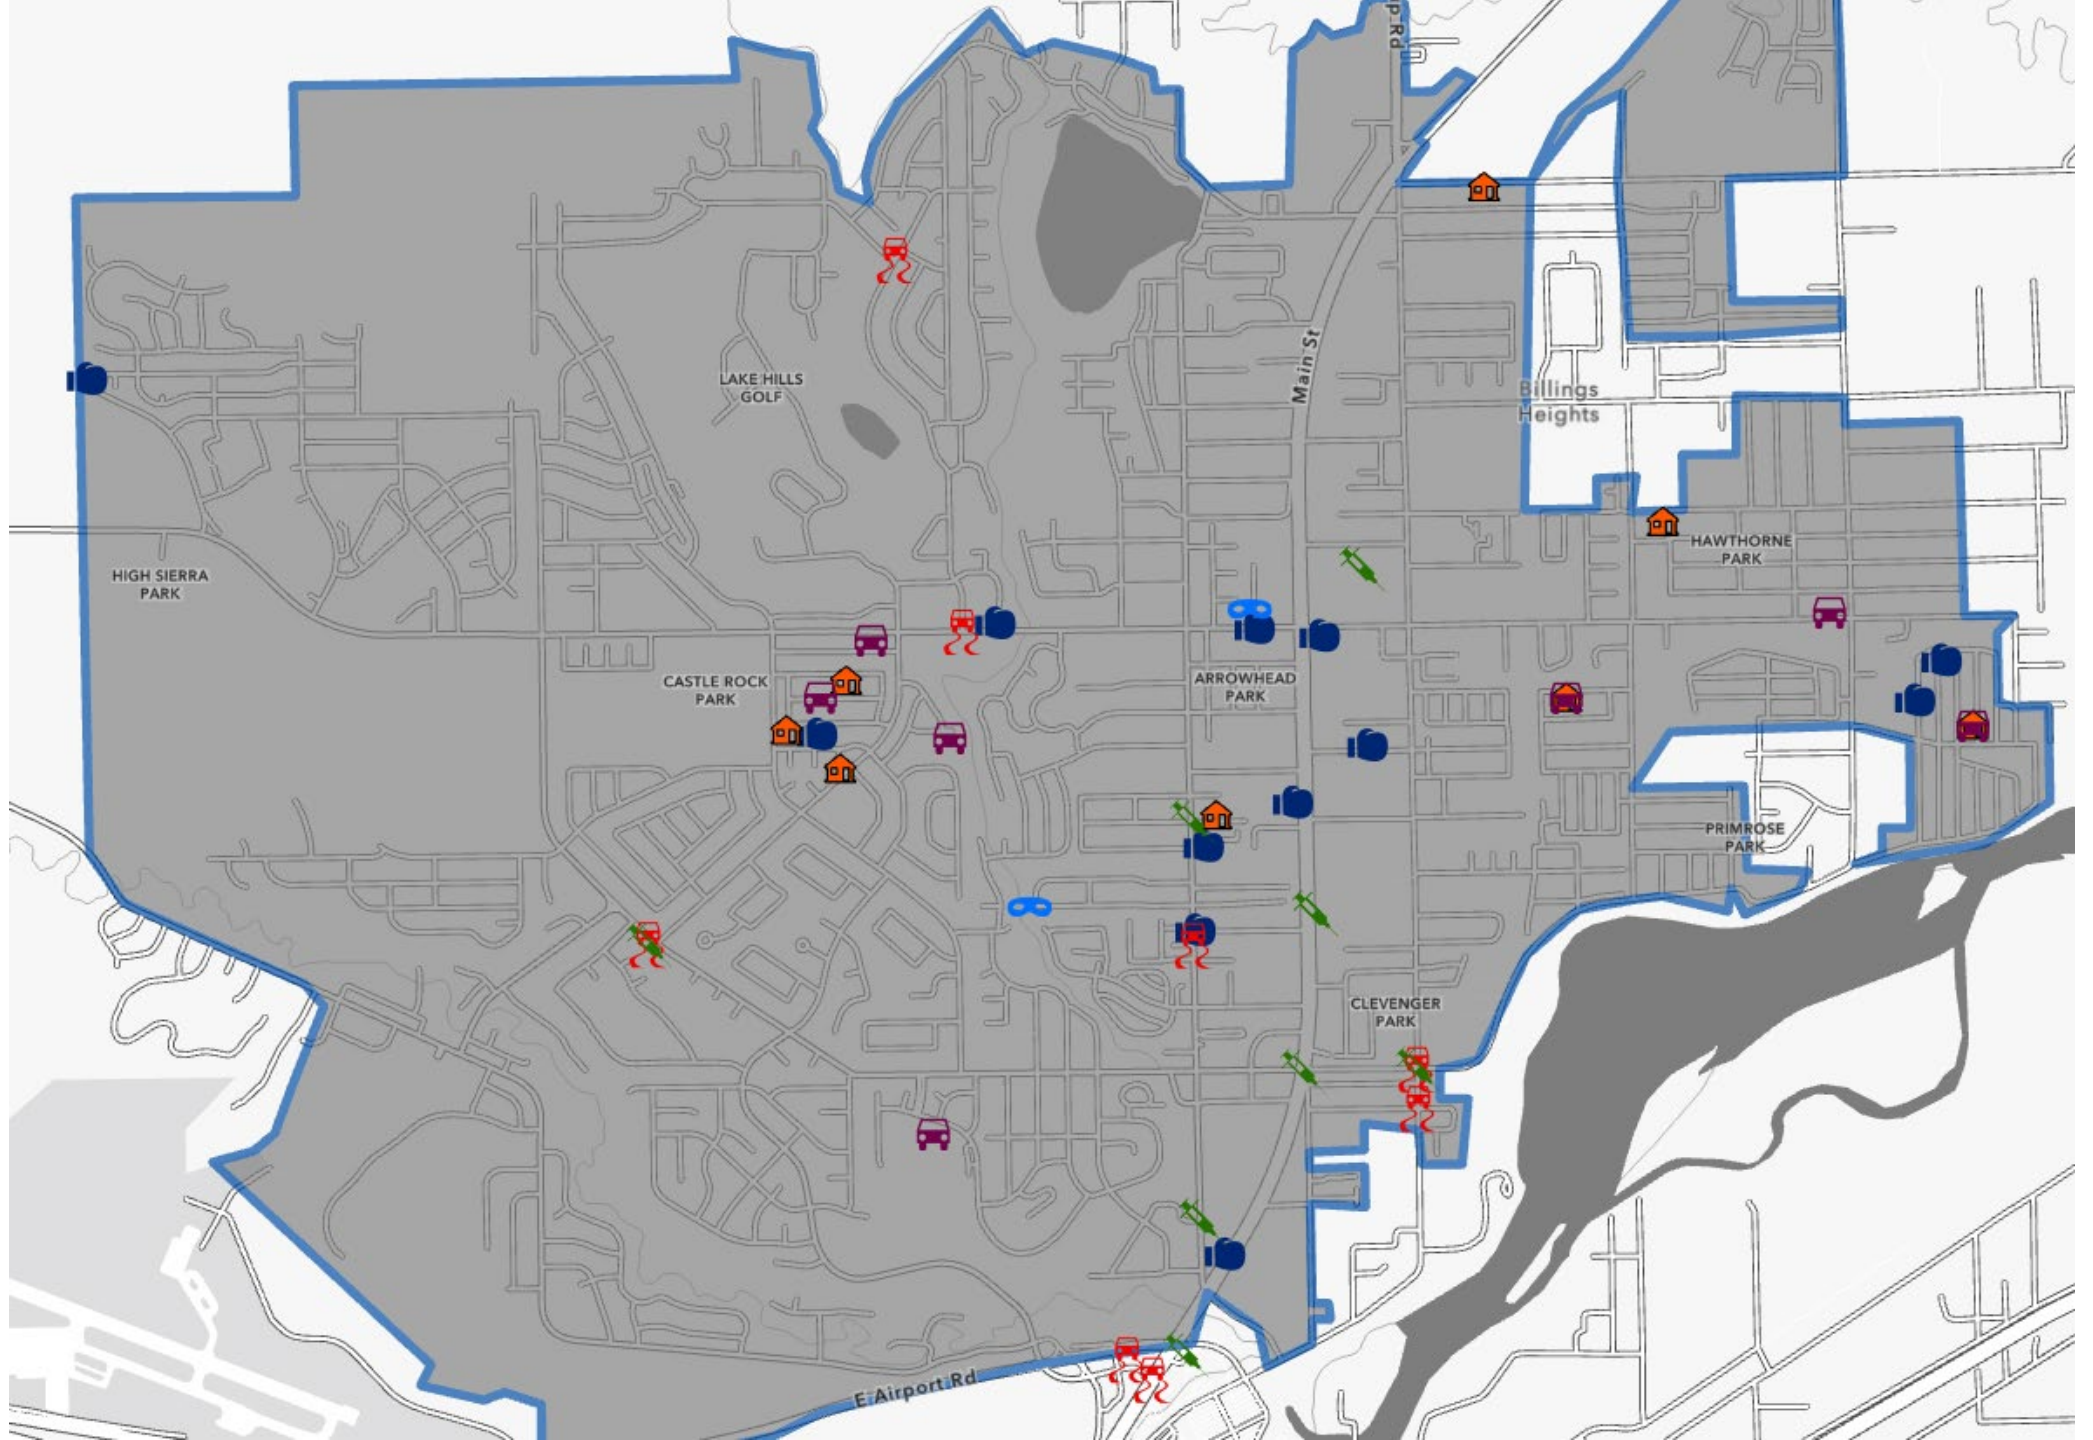 p Rd
Main St
LAKE HILLS
GOLF
Billings
Heights
HAWTHORNE
PARK
HIGH SIERRA
PARK
CASTLE ROCK
PARK
ARROWHEAD
PARK
PRIMROSE
PARK
CLEVENGER
PARK
E Airport Rd